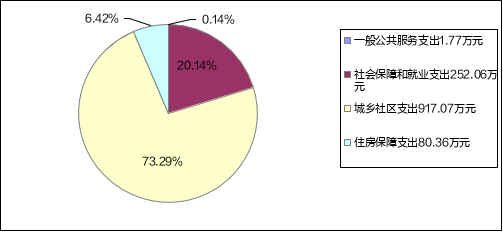 6.42%
0.14%
20.14%
73.29%
一般公共服务支出1.77万元
社会保障和就业支出252.06万
元
城乡社区支出917.07万元
住房保障支出80.36万元